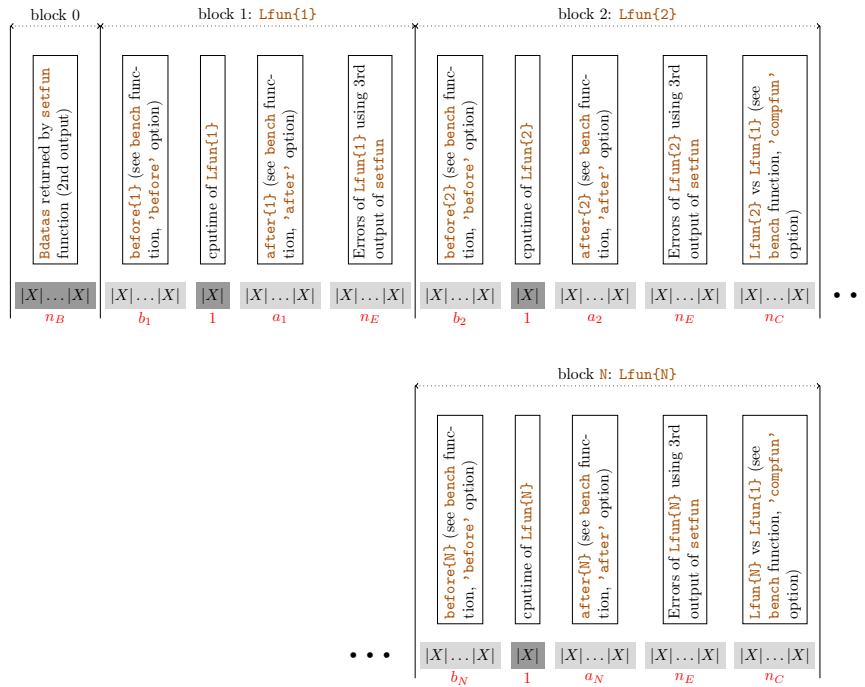 block 0
block 1: Lfun{1}
block 2: Lfun{2}
Bdatas returned by setfun
function (2nd output)
before{1} (see bench func-
tion, 'before' option)
cputime of Lfun{1}
after{1} (see bench func-
tion, 'after' option)
Errors of Lfun{1} using 3rd
output of setfun
before{2} (see bench func-
tion, 'before' option)
cputime of Lfun{2}
after{2} (see bench func-
tion, 'after' option)
Errors of Lfun{2} using 3rd
output of setfun
Lfun{2} vs Lfun{1} (see
bench function, 'compfun'
option)
|X|...|X| |X|...|X| |X| |X|...|X| |X|...|X| |X|...|X| |X| |X|...|X| |X|...|X| |X|...|X| • •
n_B b_1 1 a_1 n_E b_2 1 a_2 n_E n_C
block N: Lfun{N}
before{N} (see bench func-
tion, 'before' option)
cputime of Lfun{N}
after{N} (see bench func-
tion, 'after' option)
Errors of Lfun{N} using 3rd
output of setfun
Lfun{N} vs Lfun{1} (see
bench function, 'compfun'
option)
• • • |X|...|X| |X| |X|...|X| |X|...|X| |X|...|X|
b_N 1 a_N n_E n_C